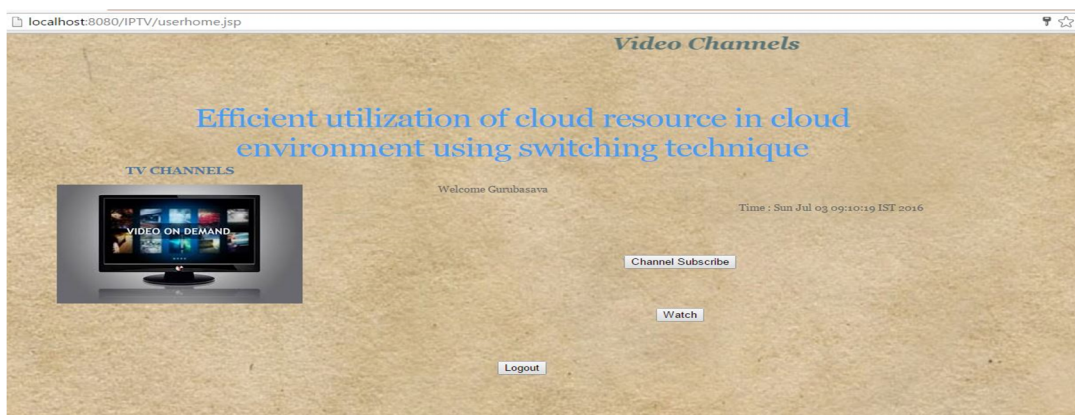 localhost:8080/IPTV/userhome.jsp
Video Channels
Efficient utilization of cloud resource in cloud
environment using switching technique
TV CHANNELS
Welcome Gurubasava
Time : Sun Jul 03 09:10:19 IST 2016
VIDEO ON DEMAND
Channel Subscribe
Watch
Logout